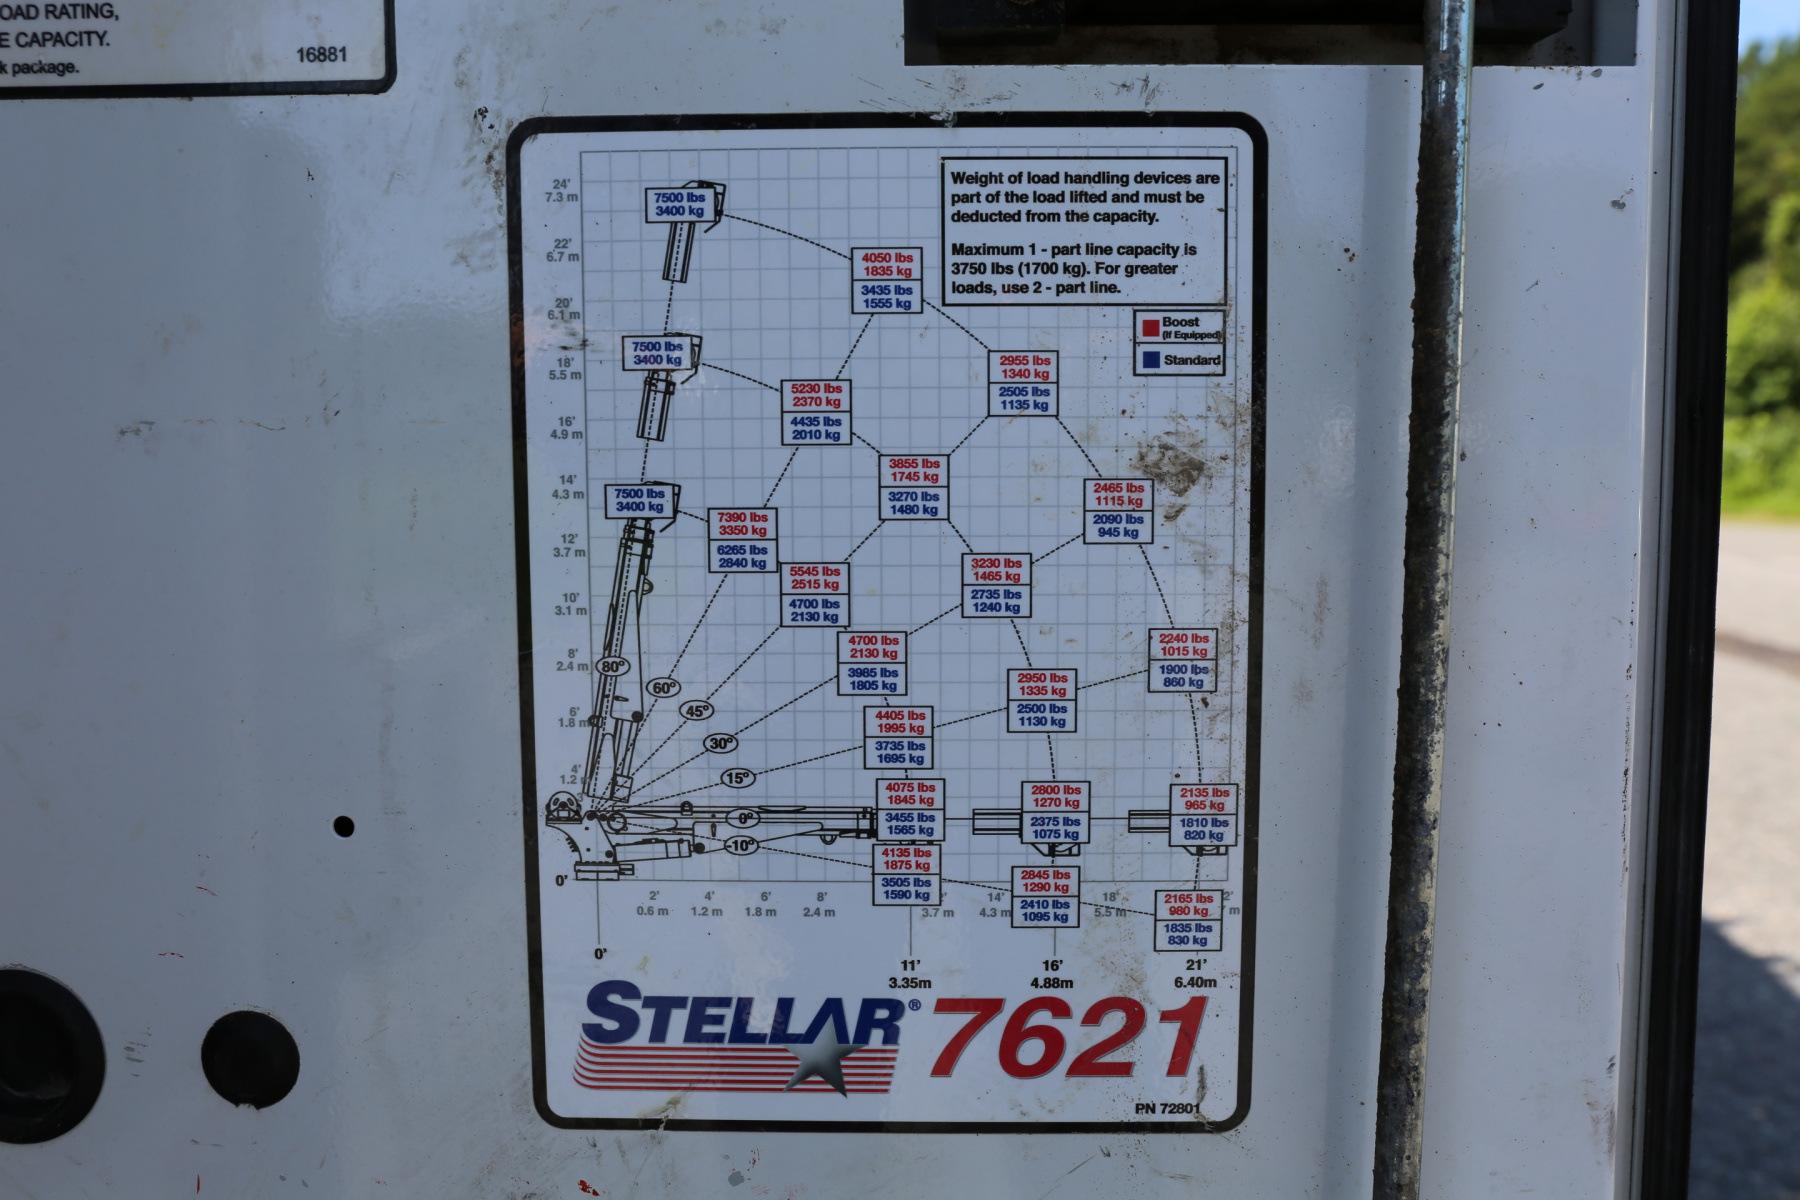 OAD RATING,
E CAPACITY.
k package.
16881
Weight of load handling devices are
part of the load lifted and must be
deducted from the capacity.
Maximum 1 - part line capacity is
3750 lbs (1700 kg). For greater
loads, use 2 - part line.
Boost
(If Equipped)
Standard
24'
7.3 m
22'
6.7 m
20'
6.1 m
18'
5.5 m
16'
4.9 m
14'
4.3 m
12'
3.7 m
10'
3.1 m
8'
2.4 m
6'
1.8 m
4'
1.2
0'
7500 lbs
3400 kg
4050 lbs
1835 kg
3435 lbs
1555 kg
7500 lbs
3400 kg
2955 lbs
1340 kg
2505 lbs
1135 kg
5230 lbs
2370 kg
4435 lbs
2010 kg
3855 lbs
1745 kg
3270 lbs
1480 kg
2465 lbs
1115 kg
2090 lbs
945 kg
7500 lbs
3400 kg
7390 lbs
3350 kg
6265 lbs
2840 kg
5545 lbs
2515 kg
4700 lbs
2130 kg
3230 lbs
1465 kg
2735 lbs
1240 kg
4700 lbs
2130 kg
3985 lbs
1805 kg
2240 lbs
1015 kg
1900 lbs
860 kg
2950 lbs
1335 kg
2500 lbs
1130 kg
4405 lbs
1995 kg
3735 lbs
1695 kg
80°
60°
45°
30°
15°
0°
-10°
4075 lbs
1845 kg
3455 lbs
1565 kg
2800 lbs
1270 kg
2375 lbs
1075 kg
2135 lbs
965 kg
1810 lbs
820 kg
4135 lbs
1875 kg
3505 lbs
1590 kg
2845 lbs
1290 kg
2410 lbs
1095 kg
2165 lbs
980 kg
1835 lbs
830 kg
2'
0.6 m
4'
1.2 m
6'
1.8 m
8'
2.4 m
2'
3.7 m
14'
4.3 m
18'
5.5 m
2'
m
0'
11'
3.35m
16'
4.88m
21'
6.40m
STELLAR® 7621
PN 72801